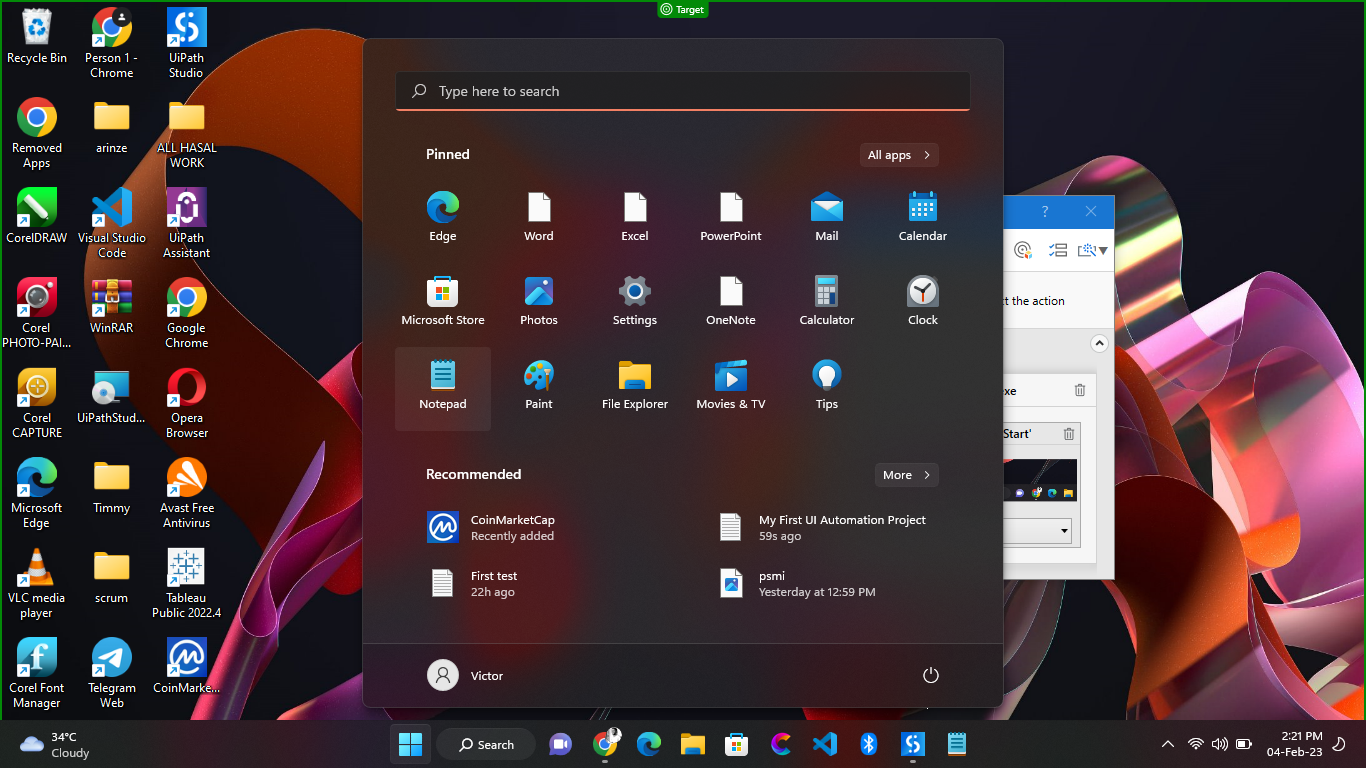 Target
Recycle Bin
Person 1 -
Chrome
UiPath
Studio
Removed
Apps
arinze
ALL HASAL
WORK
CorelDRAW
Visual Studio
Code
UiPath
Assistant
Corel
PHOTO-PAI...
WinRAR
Google
Chrome
Corel
CAPTURE
UiPathStud...
Opera
Browser
Microsoft
Edge
Timmy
Avast Free
Antivirus
VLC media
player
scrum
Tableau
Public 2022.4
Corel Font
Manager
Telegram
Web
CoinMarke...
Type here to search
Pinned
All apps
Edge
Word
Excel
PowerPoint
Mail
Calendar
Microsoft Store
Photos
Settings
OneNote
Calculator
Clock
Notepad
Paint
File Explorer
Movies & TV
Tips
Recommended
More
CoinMarketCap
Recently added
My First UI Automation Project
59s ago
First test
22h ago
psmi
Yesterday at 12:59 PM
Victor
?
t the action
xe
Start'
34°C
Cloudy
Search
2:21 PM
04-Feb-23